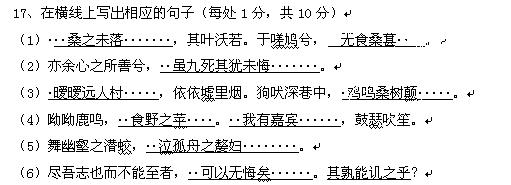 17、在横线上写出相应的句子(每处1分，共10分)↓
(1)···桑之未落·······，其叶沃若。于嗟鸠兮，  无食桑葚··  。↵
(2)亦余心之所善兮，··虽九死其犹未悔·······。↵
(3)·暧暧远人村·····，依依墟里烟。狗吠深巷中，·鸡鸣桑树颠·····。↵
(4)呦呦鹿鸣，··食野之苹····。··我有嘉宾······，鼓瑟吹笙。↵
(5)舞幽壑之潜蛟，··泣孤舟之嫠妇·······。↵
(6)尽吾志也而不能至者，··可以无悔矣······。其孰能讥之乎？↵